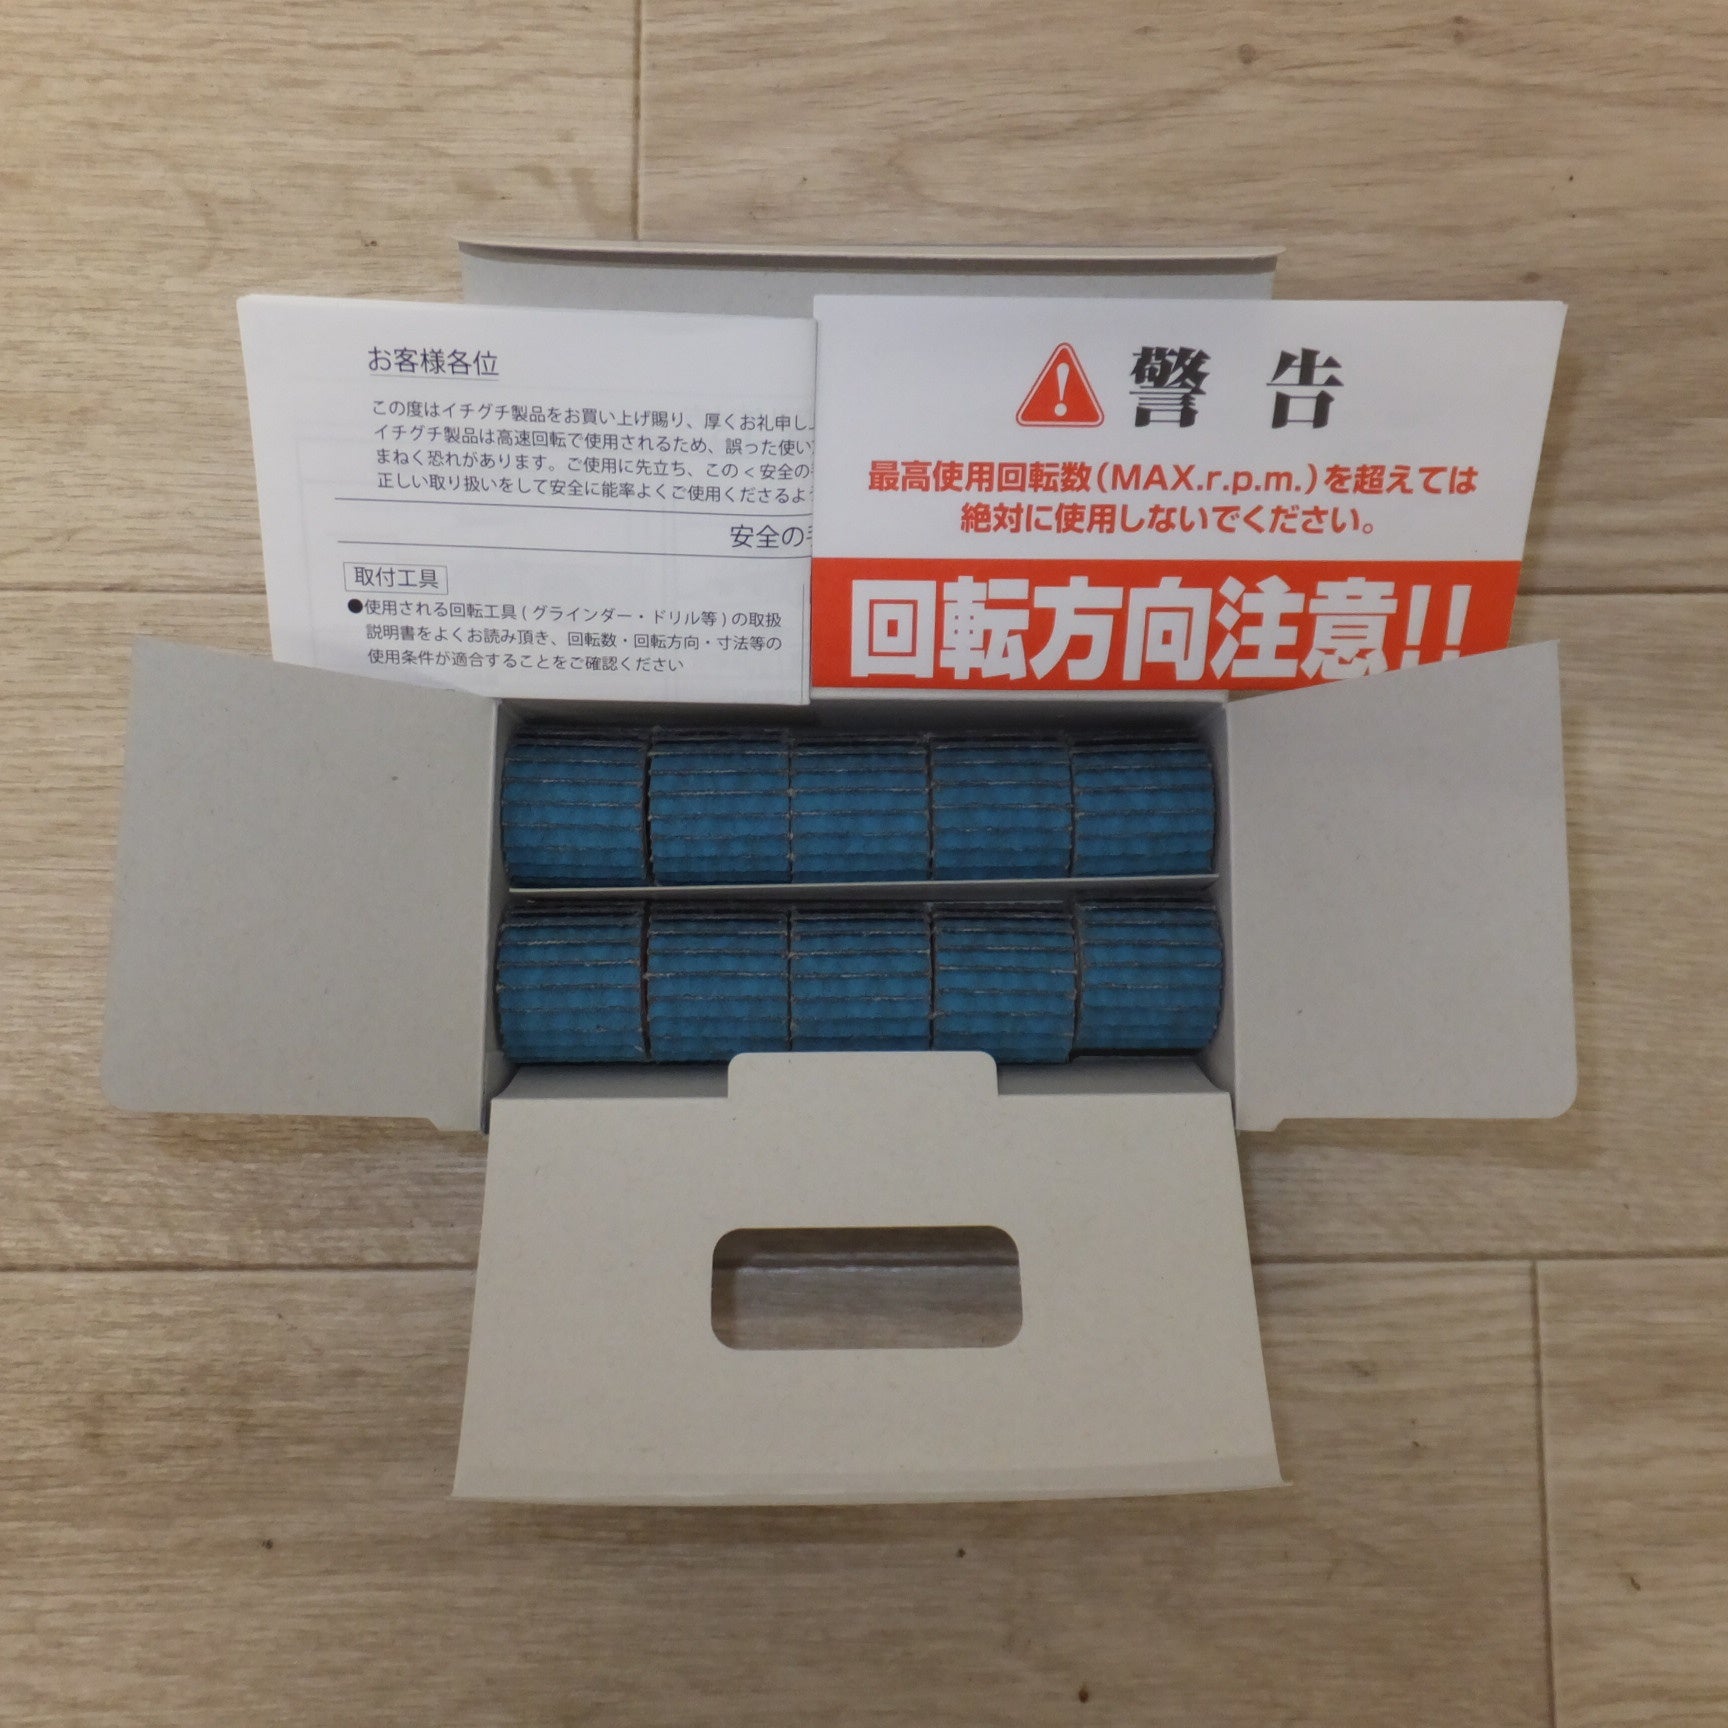 お客様各位
この度はイチグチ製品をお買い上げ賜り、厚くお礼申し
イチグチ製品は高速回転で使用されるため、誤った使い
まねく恐れがあります。ご使用に先立ち、この<安全の
正しい取り扱いをして安全に能率よくご使用くださるよ
安全の
取付工具
●使用される回転工具(グラインダー・ドリル等)の取扱
説明書をよくお読み頂き、回転数・回転方向・寸法等の
使用条件が適合することをご確認ください
警告
最高使用回転数(MAX.r.p.m.)を超えては
絶対に使用しないでください。
回転方向注意!!